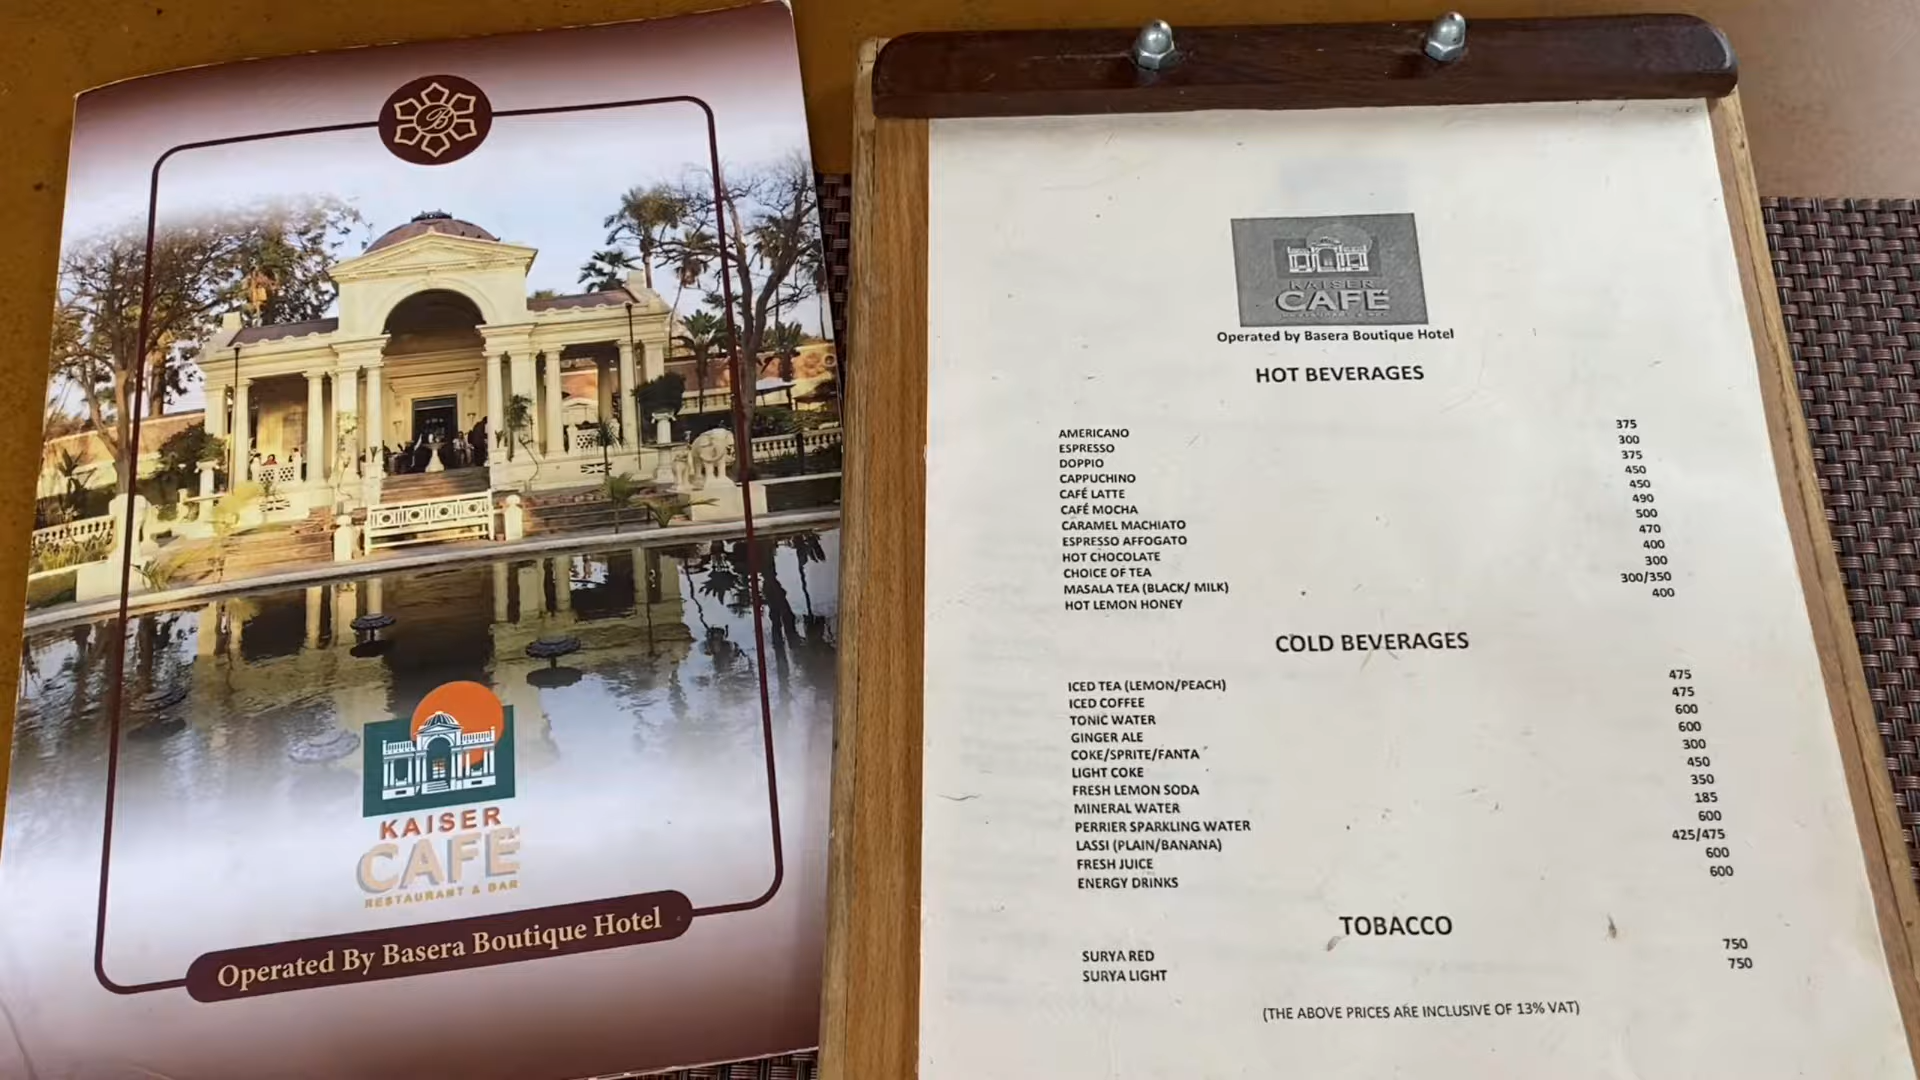 B
KAISER
CAFE
RESTAURANT & BAR
Operated By Basera Boutique Hotel
KAISER
CAFE
Operated by Basera Boutique Hotel
HOT BEVERAGES
AMERICANO 375
ESPRESSO 300
DOPPIO 375
CAPPUCHINO 450
CAFÉ LATTE 450
CAFÉ MOCHA 490
CARAMEL MACHIATO 500
ESPRESSO AFFOGATO 470
HOT CHOCOLATE 400
CHOICE OF TEA 300
MASALA TEA (BLACK/ MILK) 300/350
HOT LEMON HONEY 400
COLD BEVERAGES
ICED TEA (LEMON/PEACH) 475
ICED COFFEE 475
TONIC WATER 600
GINGER ALE 600
COKE/SPRITE/FANTA 300
LIGHT COKE 450
FRESH LEMON SODA 350
MINERAL WATER 185
PERRIER SPARKLING WATER 600
LASSI (PLAIN/BANANA) 425/475
FRESH JUICE 600
ENERGY DRINKS 600
TOBACCO
SURYA RED 750
SURYA LIGHT 750
(THE ABOVE PRICES ARE INCLUSIVE OF 13% VAT)